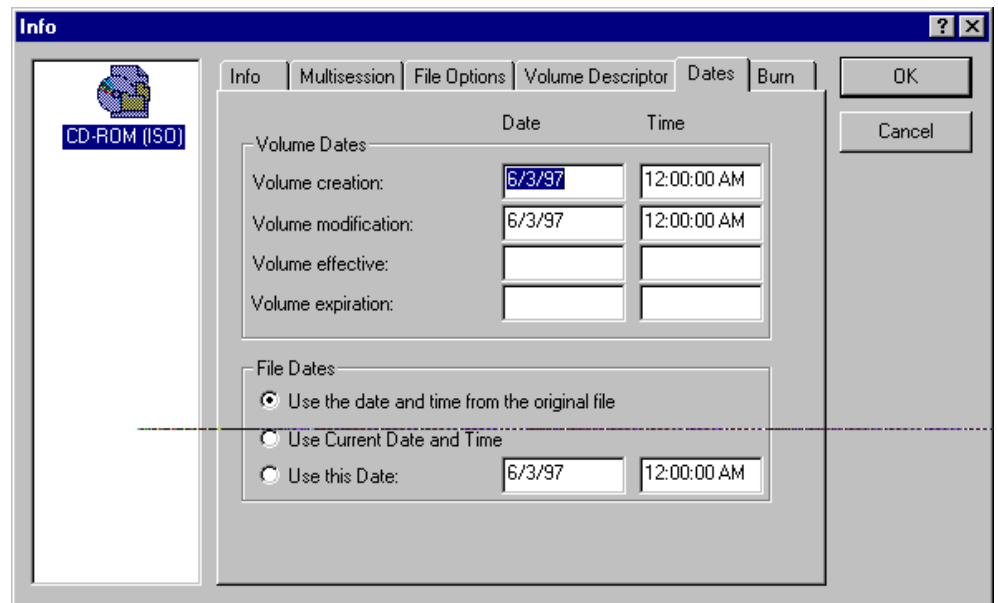 Info
CD-ROM (ISO)
Info Multisession File Options Volume Descriptor Dates Burn
OK
Cancel
Date Time
Volume Dates
Volume creation: 6/3/97 12:00:00 AM
Volume modification: 6/3/97 12:00:00 AM
Volume effective:
Volume expiration:
File Dates
Use the date and time from the original file
Use Current Date and Time
Use this Date: 6/3/97 12:00:00 AM